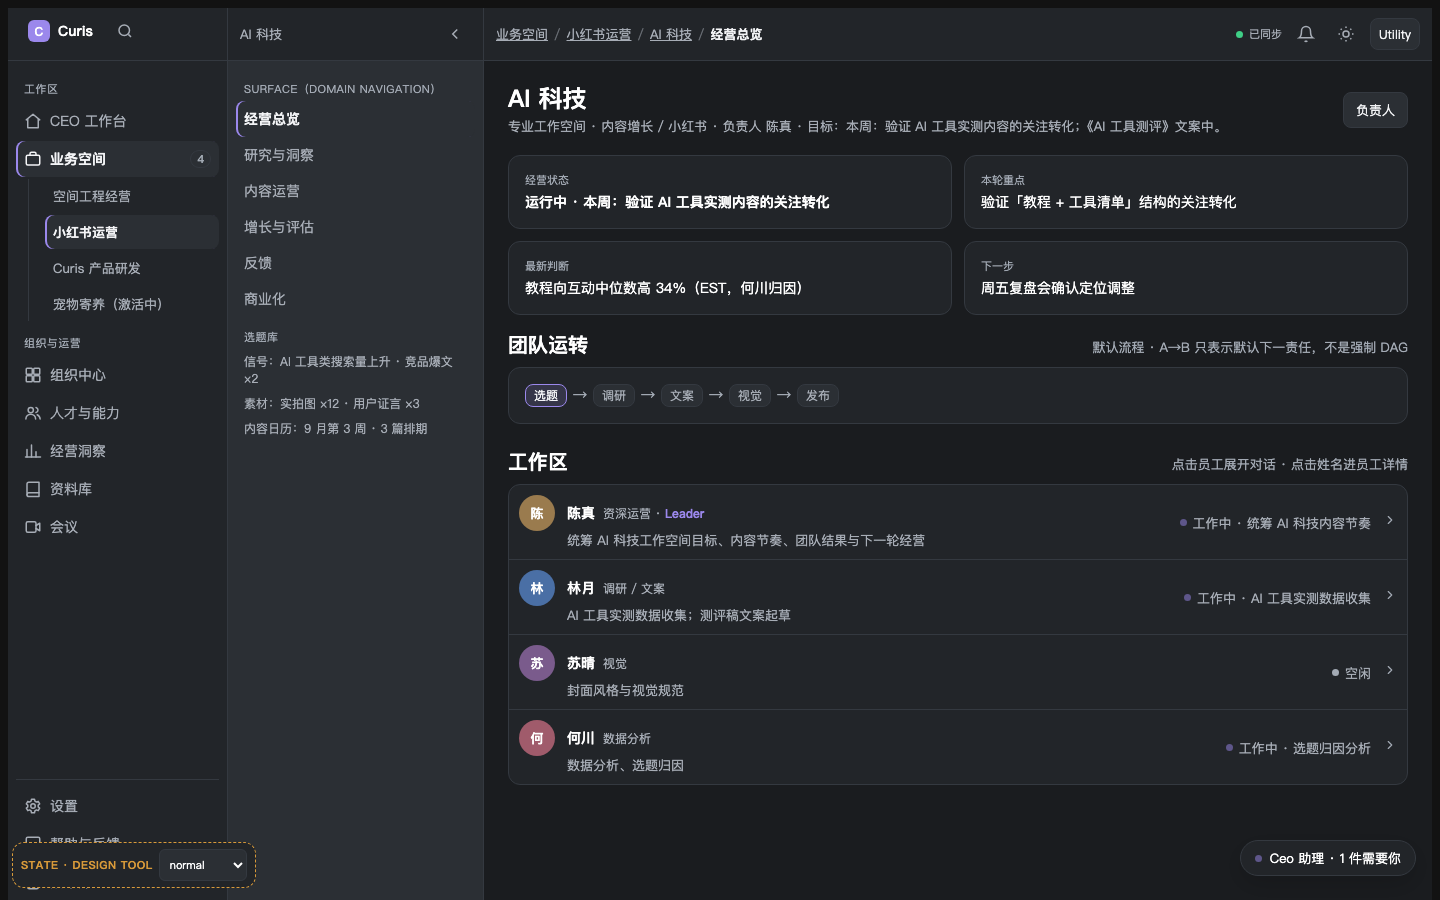 C Curis
工作区
CEO 工作台
业务空间 4
空间工程经营
小红书运营
Curis 产品研发
宠物寄养（激活中）
组织与运营
组织中心
人才与能力
经营洞察
资料库
会议
设置
帮助与反馈
STATE · DESIGN TOOL normal
AI 科技
SURFACE（DOMAIN NAVIGATION）
经营总览
研究与洞察
内容运营
增长与评估
反馈
商业化
选题库
信号：AI 工具类搜索量上升 · 竞品爆文
×2
素材：实拍图 ×12 · 用户证言 ×3
内容日历：9 月第 3 周 · 3 篇排期
业务空间 / 小红书运营 / AI 科技 / 经营总览
已同步
Utility
AI 科技
专业工作空间 · 内容增长 / 小红书 · 负责人 陈真 · 目标：本周：验证 AI 工具实测内容的关注转化；《AI 工具测评》文案中。
负责人
经营状态
运行中 · 本周：验证 AI 工具实测内容的关注转化
本轮重点
验证「教程 + 工具清单」结构的关注转化
最新判断
教程向互动中位数高 34%（EST，何川归因）
下一步
周五复盘会确认定位调整
团队运转
默认流程 · A→B 只表示默认下一责任，不是强制 DAG
选题 → 调研 → 文案 → 视觉 → 发布
工作区
点击员工展开对话 · 点击姓名进员工详情
陈 陈真 资深运营 · Leader
统筹 AI 科技工作空间目标、内容节奏、团队结果与下一轮经营
工作中 · 统筹 AI 科技内容节奏
林 林月 调研 / 文案
AI 工具实测数据收集；测评稿文案起草
工作中 · AI 工具实测数据收集
苏 苏晴 视觉
封面风格与视觉规范
空闲
何 何川 数据分析
数据分析、选题归因
工作中 · 选题归因分析
Ceo 助理 · 1 件需要你